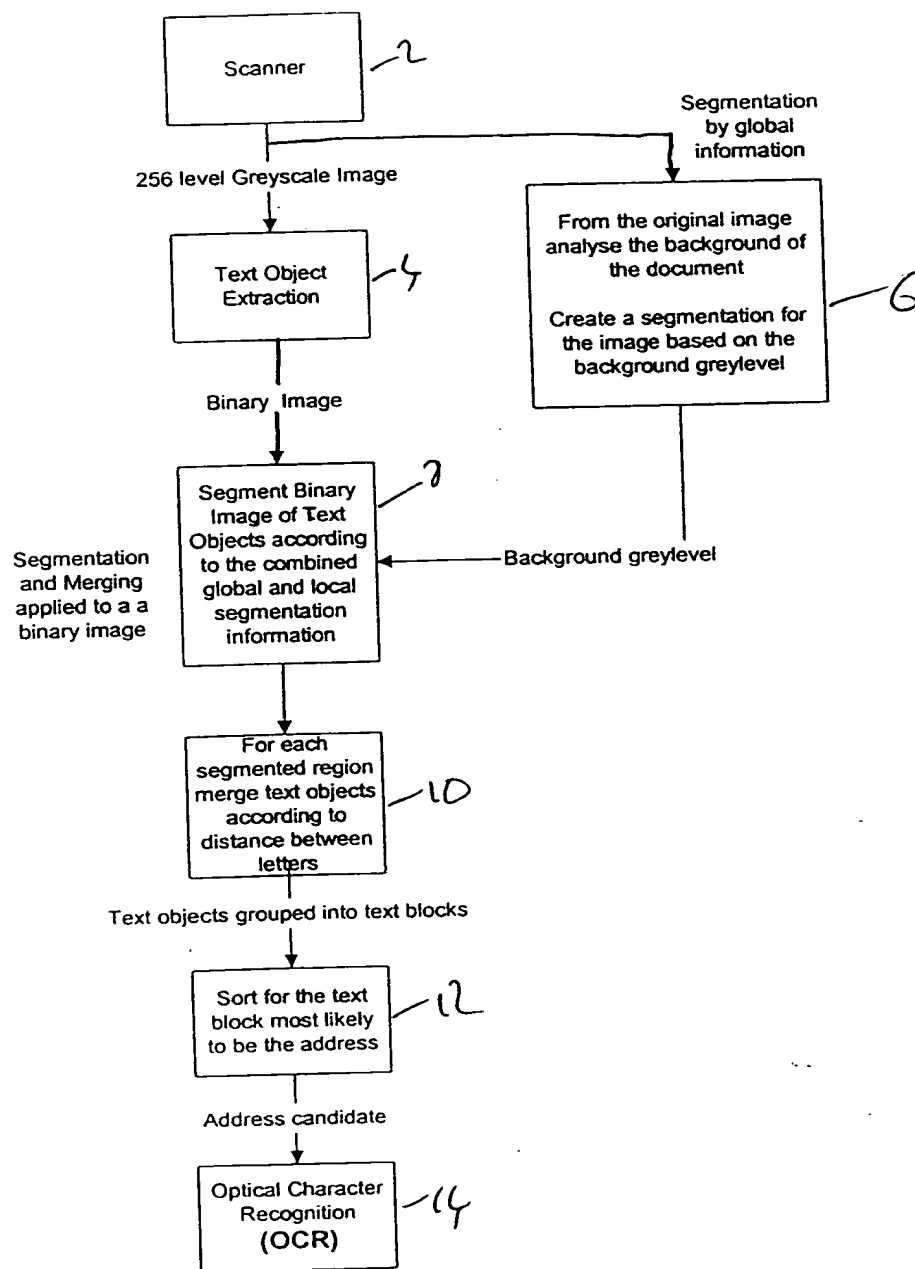 Scanner
2
Segmentation
by global
information
256 level Greyscale Image
From the original image
analyse the background of
the document
Create a segmentation for
the image based on the
background greylevel
6
Text Object
Extraction
4
Binary Image
Segment Binary
Image of Text
Objects according
to the combined
global and local
segmentation
information
8
Background greylevel
Segmentation
and Merging
applied to a a
binary image
For each
segmented region
merge text objects
according to
distance between
letters
10
Text objects grouped into text blocks
Sort for the text
block most likely
to be the address
12
Address candidate
Optical Character
Recognition
(OCR)
14